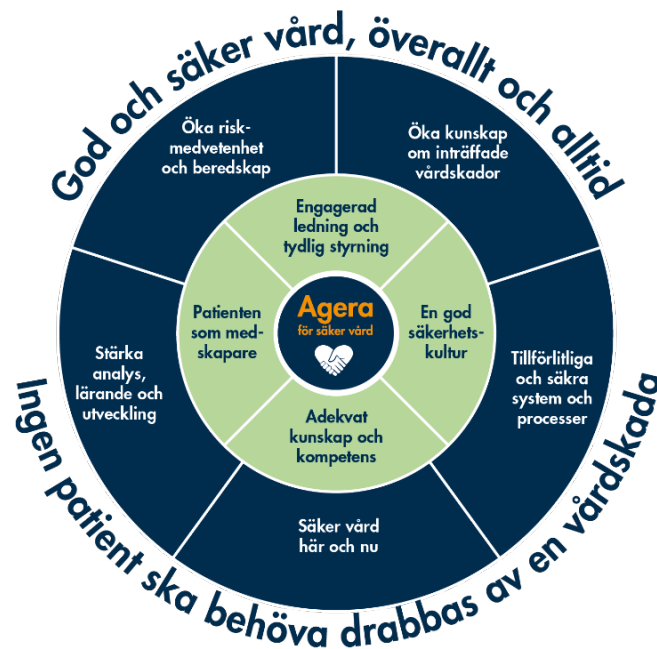 God och säker vård, överallt och alltid
Öka risk-
medvetenhet
och beredskap
Öka kunskap
om inträffade
vårdskador
Engagerad
ledning och
tydlig styrning
Patienten
som med-
skapare
Agera
för säker vård
En god
säkerhets-
kultur
Stärka
analys,
lärande och
utveckling
Tillförlitliga
och säkra
system och
processer
Adekvat
kunskap och
kompetens
Säker vård
här och nu
Ingen patient ska behöva drabbas av en vårdskada